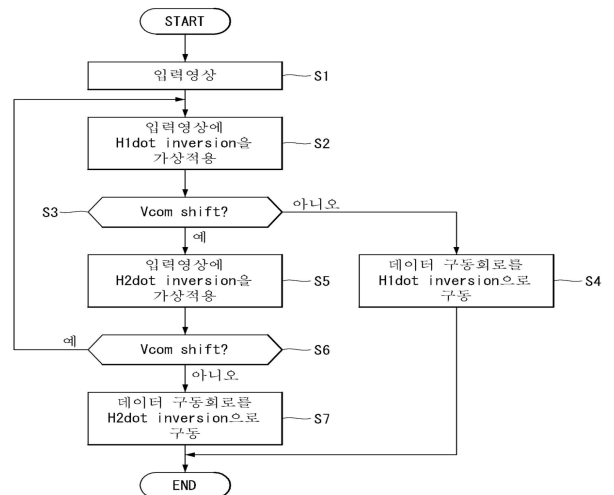 START
입력영상
S1
입력영상에
H1dot inversion을
가상적용
S2
S3
Vcom shift?
아니오
예
입력영상에
H2dot inversion을
가상적용
S5
데이터 구동회로를
H1dot inversion으로
구동
S4
예
Vcom shift?
S6
아니오
데이터 구동회로를
H2dot inversion으로
구동
S7
END